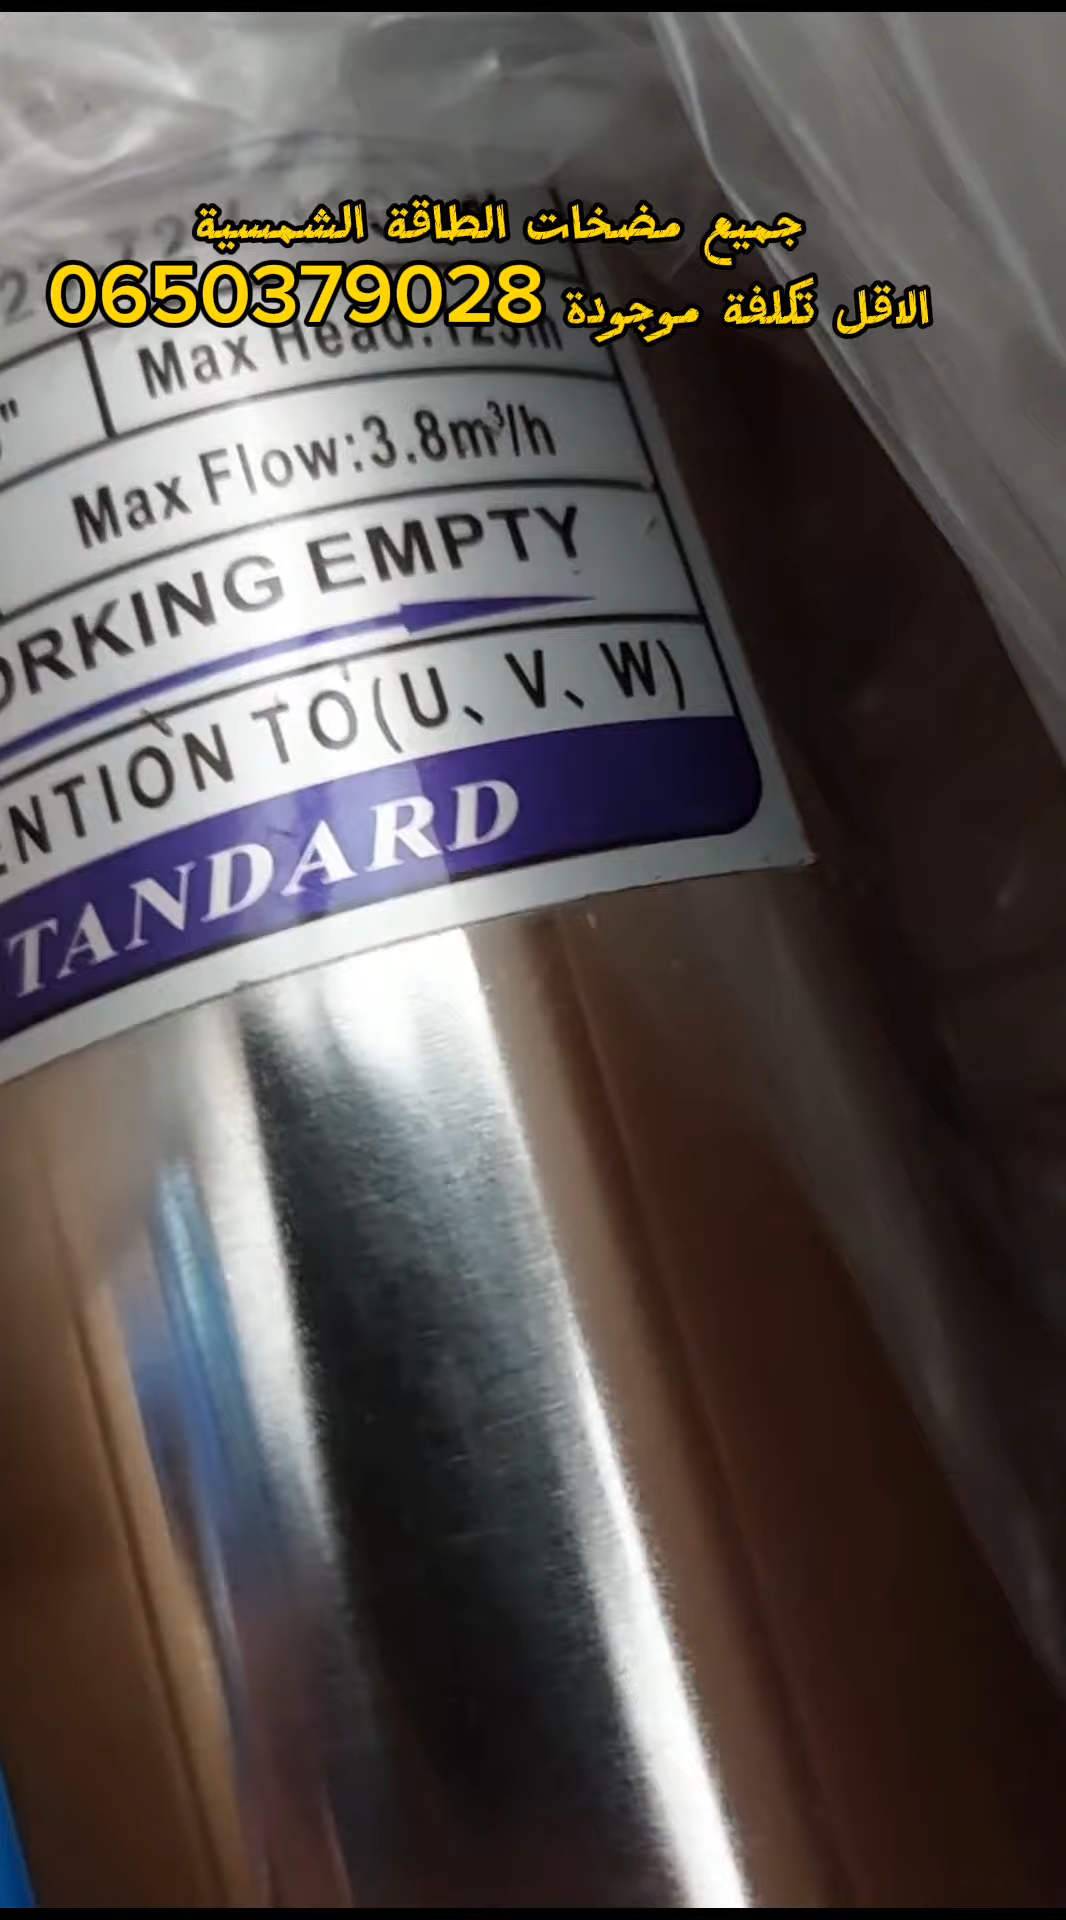 جميع مضخات الطاقة الشمسية
الاقل تكلفة موجودة 0650379028
Max Head:125m
Max Flow:3.8m³/h
ORKING EMPTY
ENTION TO(U、V、W)
TANDARD